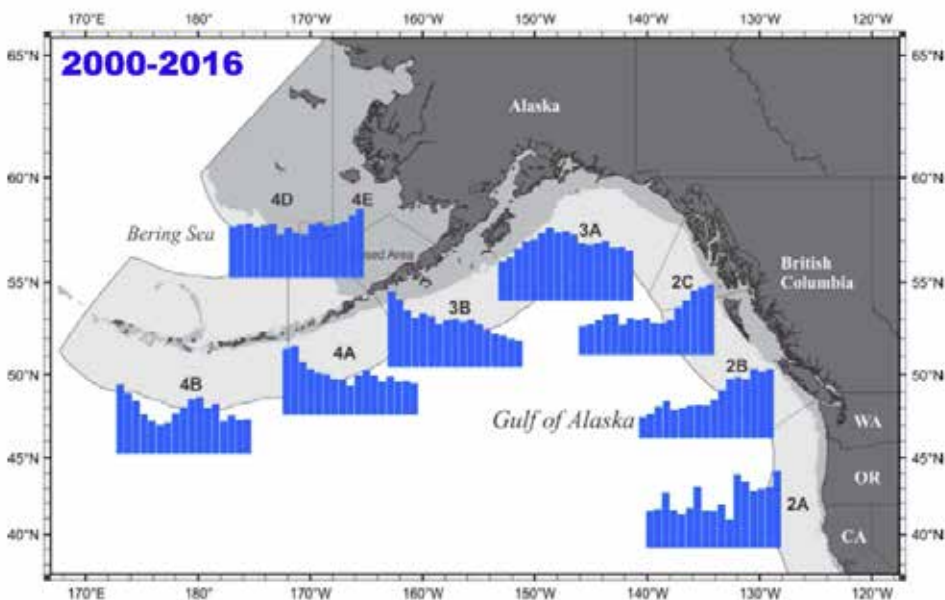 170°E 180° 170°W 160°W 150°W 140°W 130°W 120°W
65°N 65°N
2000-2016
Alaska
60°N 60°N
4D 4E
Bering Sea
3A
sed Area
British
Columbia
55°N 55°N
2C
3B
4A
2B
50°N 50°N
4B
Gulf of Alaska
WA
45°N 45°N
OR
2A
40°N 40°N
CA
170°E 180° 170°W 160°W 150°W 140°W 130°W 120°W